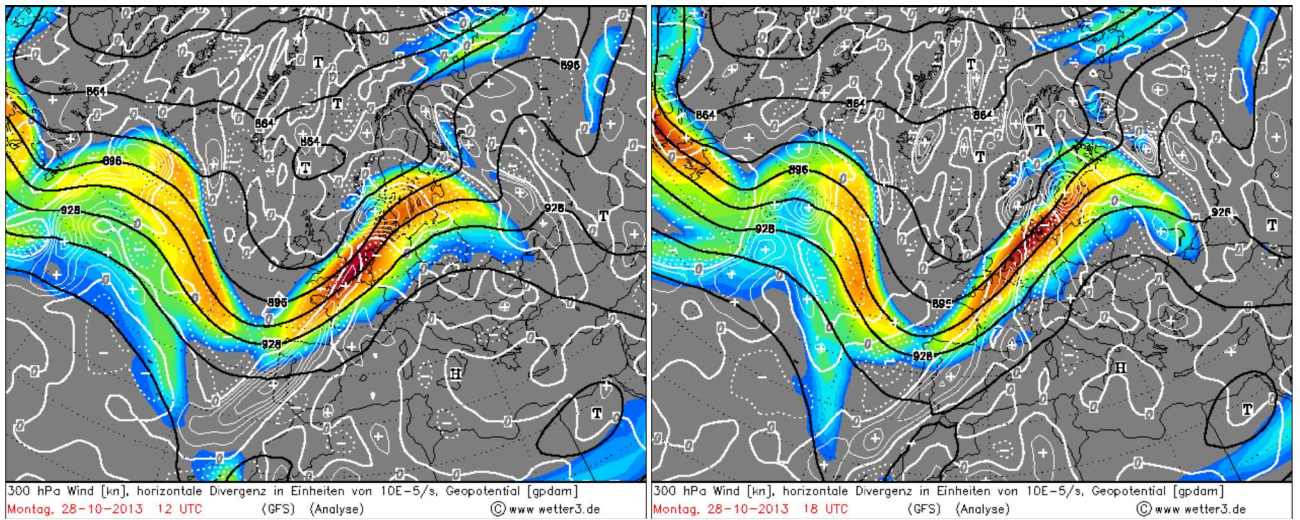 T
T
896
864
864
864
T
896
928
928
T
896
928
H
T
300 hPa Wind [kn], horizontale Divergenz in Einheiten von 10E-5/s, Geopotential [gpdam]
Montag, 28-10-2013 12 UTC (GFS) (Analyse) © www.wetter3.de
T
896
864
864
864
T
T
896
928
928
T
896
928
H
T
300 hPa Wind [kn], horizontale Divergenz in Einheiten von 10E-5/s, Geopotential [gpdam]
Montag, 28-10-2013 18 UTC (GFS) (Analyse) © www.wetter3.de